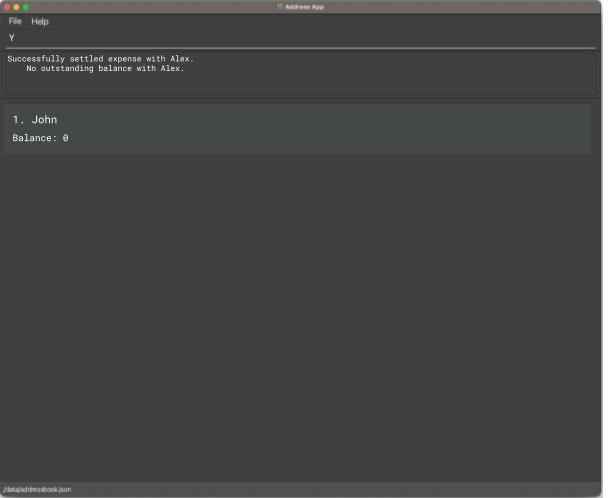 Address App
File Help
Y
Successfully settled expense with Alex.
No outstanding balance with Alex.
1. John
Balance: 0
./data/addressbook.json